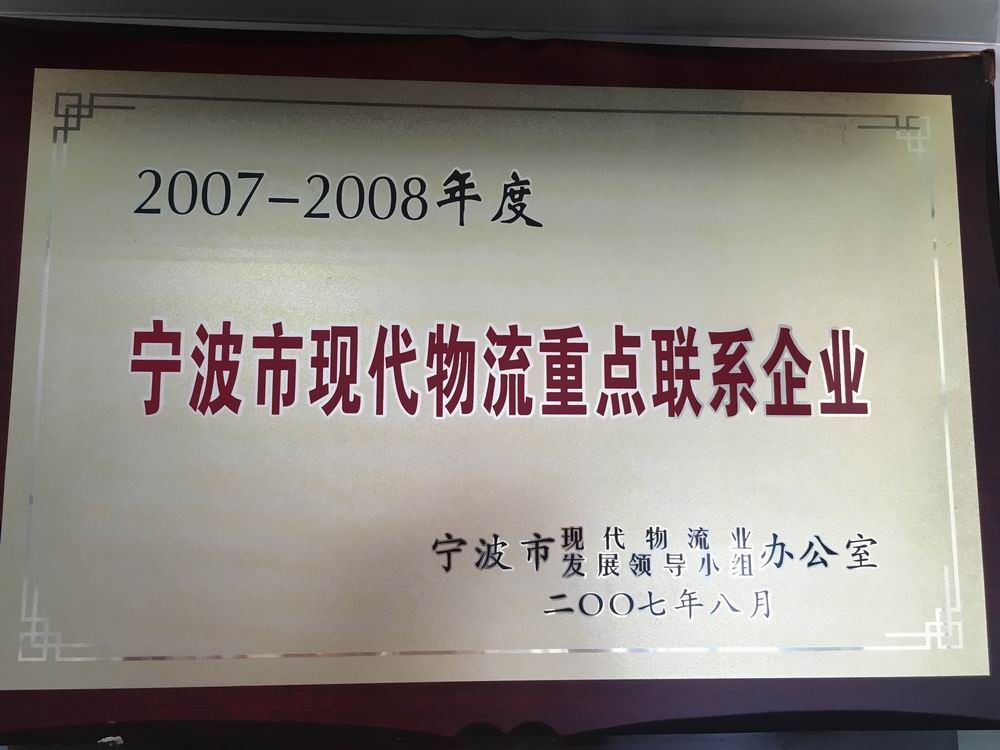 2007-2008年度
宁波市现代物流重点联系企业
宁波市现代物流业发展领导小组办公室
二〇〇七年八月